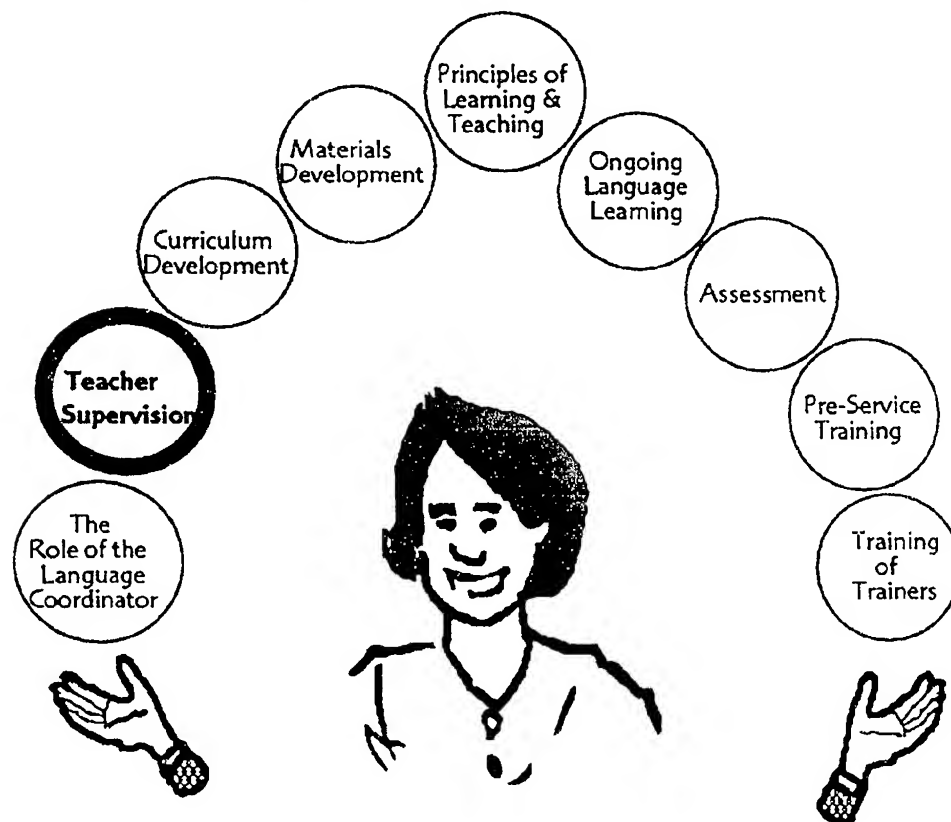 The
Role of the
Language
Coordinator
Teacher
Supervision
Curriculum
Development
Materials
Development
Principles of
Learning &
Teaching
Ongoing
Language
Learning
Assessment
Pre-Service
Training
Training
of
Trainers